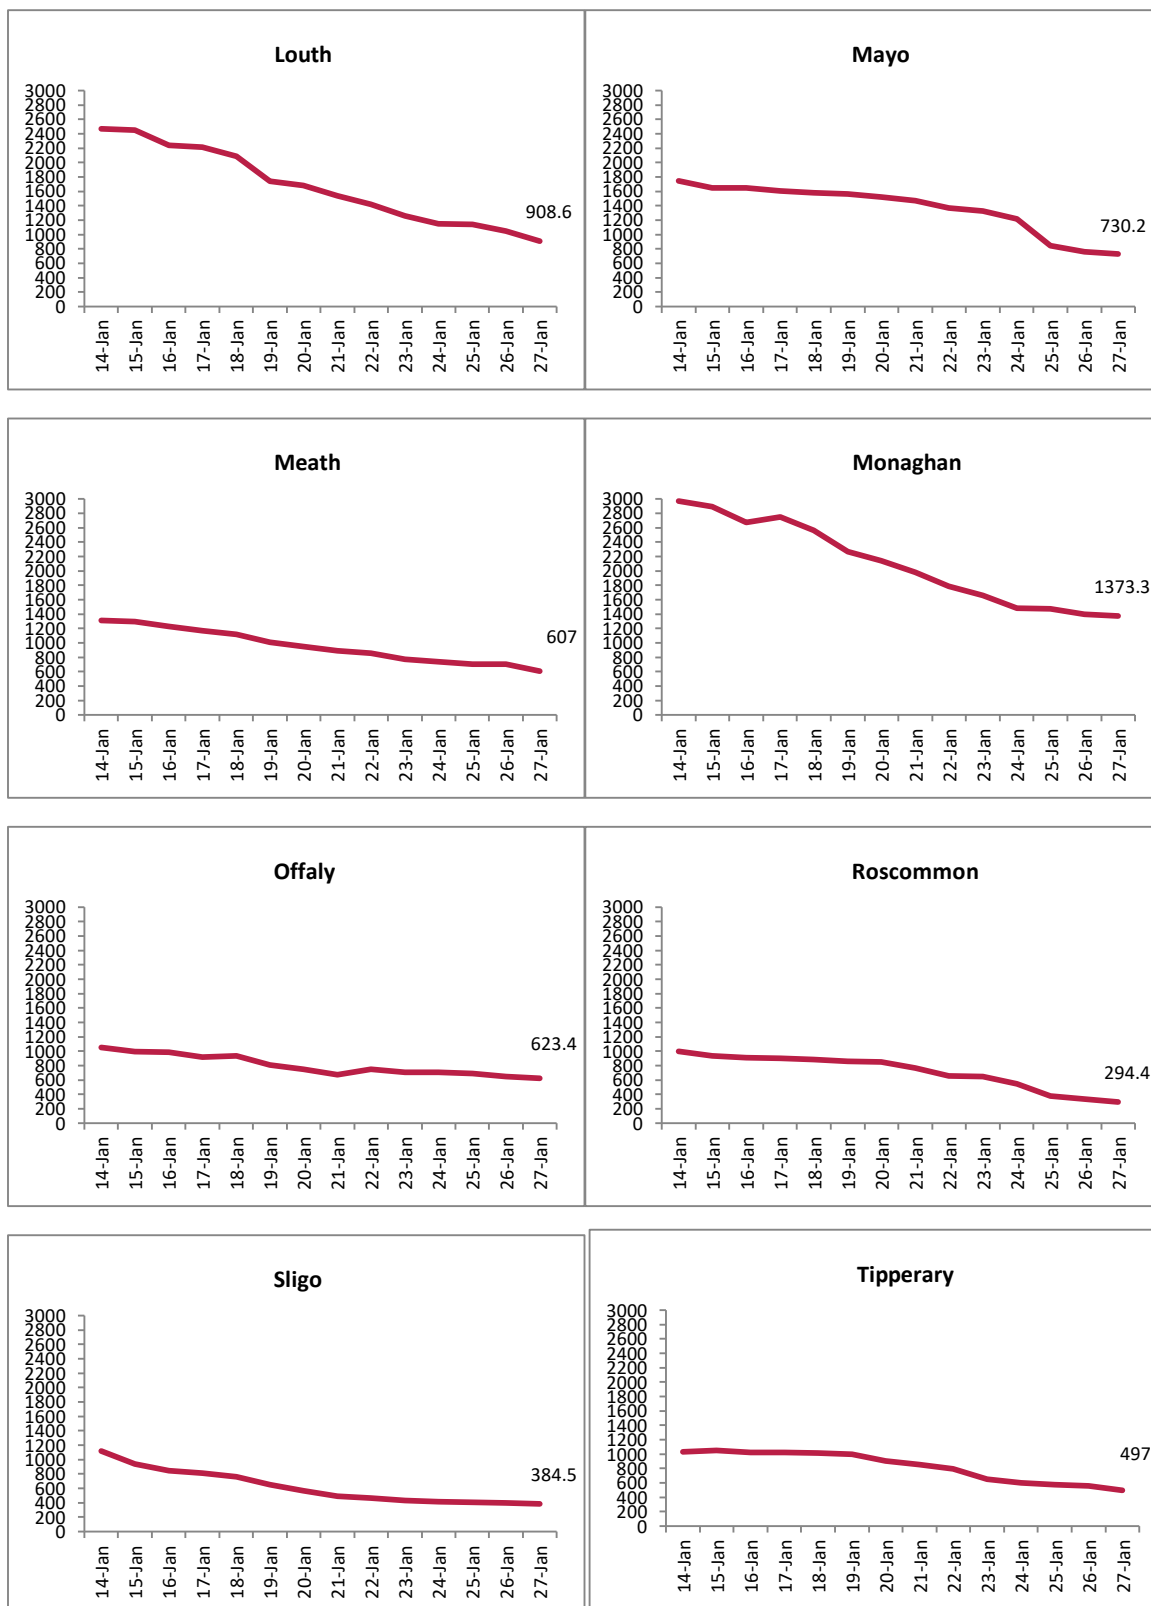 Louth
3000
2800
2600
2400
2200
2000
1800
1600
1400
1200
1000
800
600
400
200
0
908.6
14-Jan
15-Jan
16-Jan
17-Jan
18-Jan
19-Jan
20-Jan
21-Jan
22-Jan
23-Jan
24-Jan
25-Jan
26-Jan
27-Jan
Mayo
3000
2800
2600
2400
2200
2000
1800
1600
1400
1200
1000
800
600
400
200
0
730.2
14-Jan
15-Jan
16-Jan
17-Jan
18-Jan
19-Jan
20-Jan
21-Jan
22-Jan
23-Jan
24-Jan
25-Jan
26-Jan
27-Jan
Meath
3000
2800
2600
2400
2200
2000
1800
1600
1400
1200
1000
800
600
400
200
0
607
14-Jan
15-Jan
16-Jan
17-Jan
18-Jan
19-Jan
20-Jan
21-Jan
22-Jan
23-Jan
24-Jan
25-Jan
26-Jan
27-Jan
Monaghan
3000
2800
2600
2400
2200
2000
1800
1600
1400
1200
1000
800
600
400
200
0
1373.3
14-Jan
15-Jan
16-Jan
17-Jan
18-Jan
19-Jan
20-Jan
21-Jan
22-Jan
23-Jan
24-Jan
25-Jan
26-Jan
27-Jan
Offaly
3000
2800
2600
2400
2200
2000
1800
1600
1400
1200
1000
800
600
400
200
0
623.4
14-Jan
15-Jan
16-Jan
17-Jan
18-Jan
19-Jan
20-Jan
21-Jan
22-Jan
23-Jan
24-Jan
25-Jan
26-Jan
27-Jan
Roscommon
3000
2800
2600
2400
2200
2000
1800
1600
1400
1200
1000
800
600
400
200
0
294.4
14-Jan
15-Jan
16-Jan
17-Jan
18-Jan
19-Jan
20-Jan
21-Jan
22-Jan
23-Jan
24-Jan
25-Jan
26-Jan
27-Jan
Sligo
3000
2800
2600
2400
2200
2000
1800
1600
1400
1200
1000
800
600
400
200
0
384.5
14-Jan
15-Jan
16-Jan
17-Jan
18-Jan
19-Jan
20-Jan
21-Jan
22-Jan
23-Jan
24-Jan
25-Jan
26-Jan
27-Jan
Tipperary
3000
2800
2600
2400
2200
2000
1800
1600
1400
1200
1000
800
600
400
200
0
497
14-Jan
15-Jan
16-Jan
17-Jan
18-Jan
19-Jan
20-Jan
21-Jan
22-Jan
23-Jan
24-Jan
25-Jan
26-Jan
27-Jan